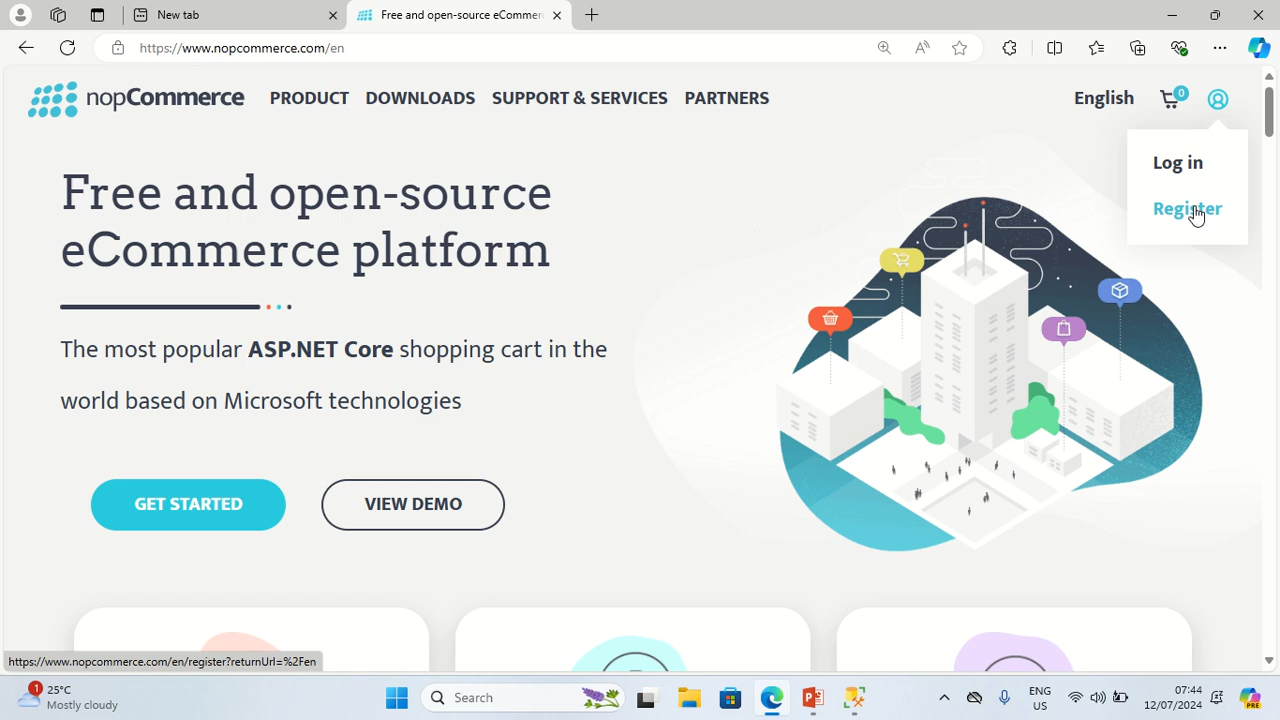 New tab
Free and open-source eCommerc
https://www.nopcommerce.com/en
nopCommerce
PRODUCT
DOWNLOADS
SUPPORT & SERVICES
PARTNERS
English
0
Log in
Register
Free and open-source
eCommerce platform
The most popular ASP.NET Core shopping cart in the
world based on Microsoft technologies
GET STARTED
VIEW DEMO
https://www.nopcommerce.com/en/register?returnUrl=%2Fen
1
25°C
Mostly cloudy
Search
ENG
US
07:44
12/07/2024
PRE